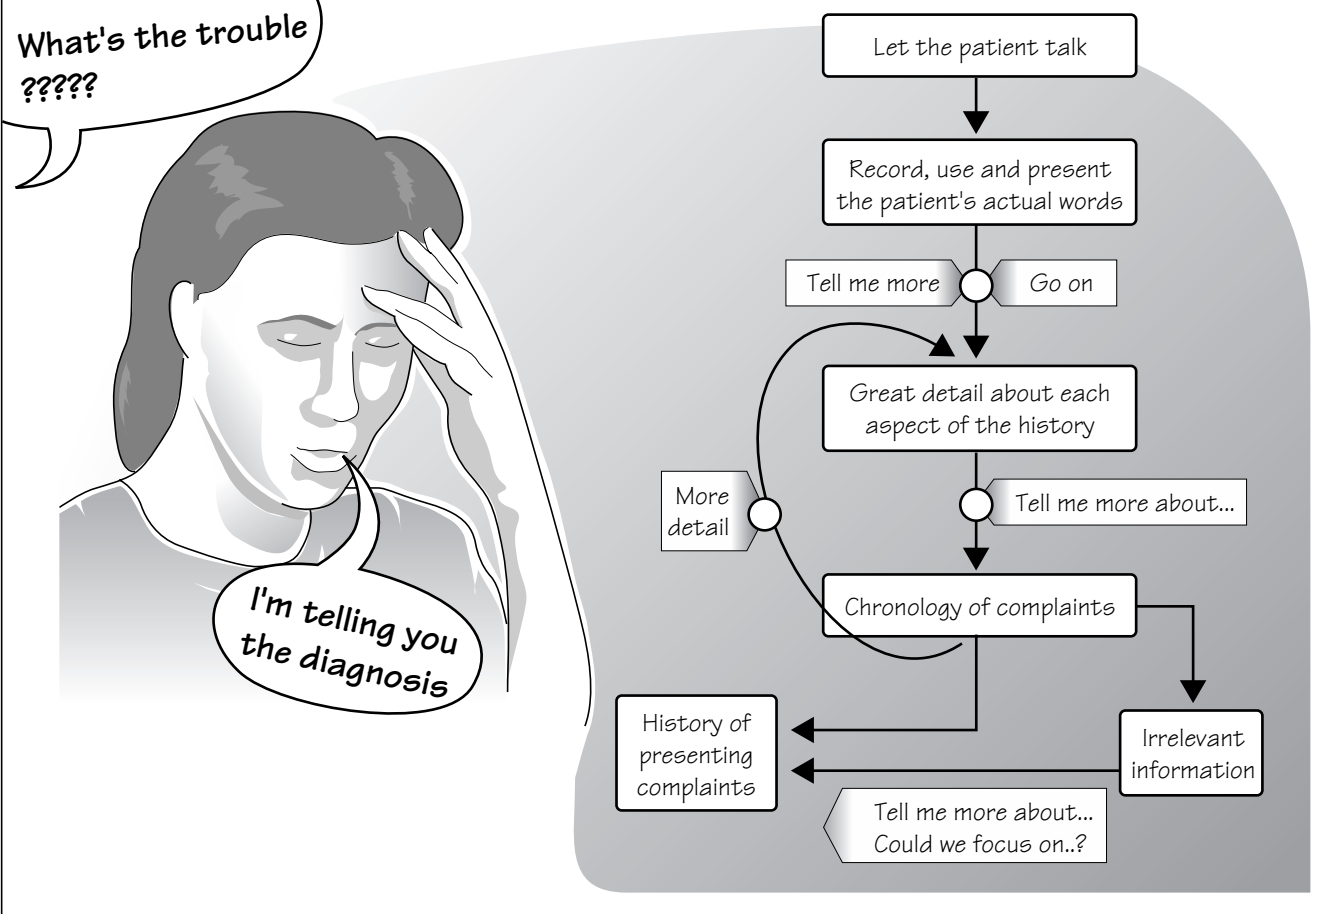 What's the trouble
?????
I'm telling you
the diagnosis
Let the patient talk
Record, use and present
the patient's actual words
Tell me more
Go on
Great detail about each
aspect of the history
More
detail
Tell me more about...
Chronology of complaints
History of
presenting
complaints
Irrelevant
information
Tell me more about...
Could we focus on..?